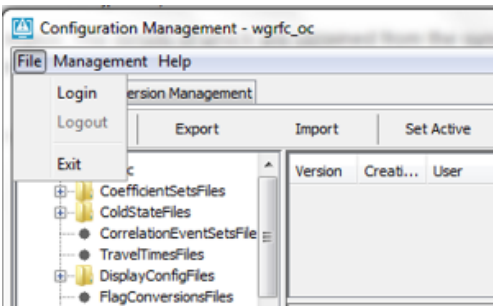 Configuration Management - wgrfc_oc
File Management Help
Login
ersion Management
Logout
Export Import Set Active
Exit
c
Version Creati... User
CoefficientSetsFiles
ColdStateFiles
CorrelationEventSetsFile
TravelTimesFiles
DisplayConfigFiles
FlagConversionsFiles